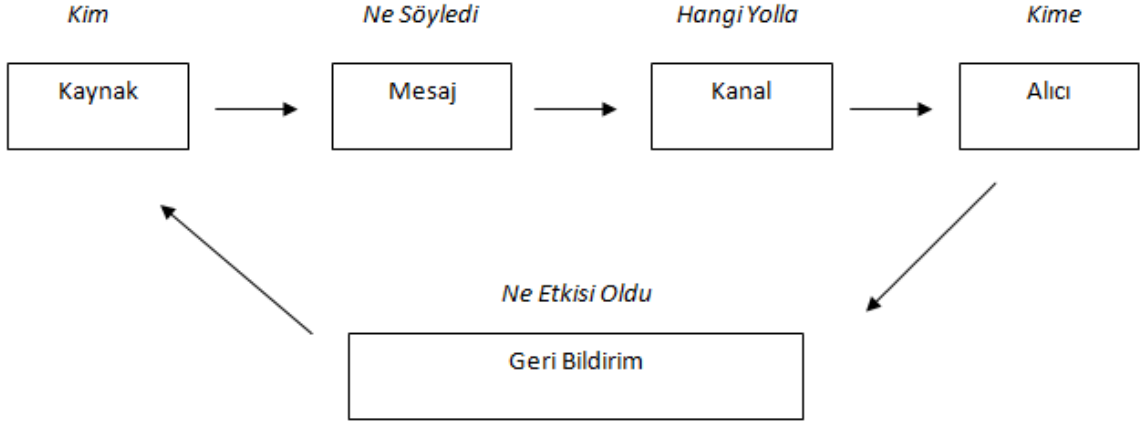 Kim
Ne Söyledi
Hangi Yolla
Kime
Kaynak
Mesaj
Kanal
Alıcı
Ne Etkisi Oldu
Geri Bildirim